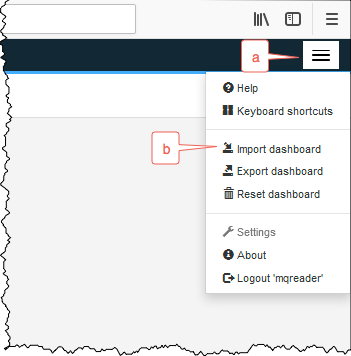 a
Help
Keyboard shortcuts
b
Import dashboard
Export dashboard
Reset dashboard
Settings
About
Logout 'mqreader'